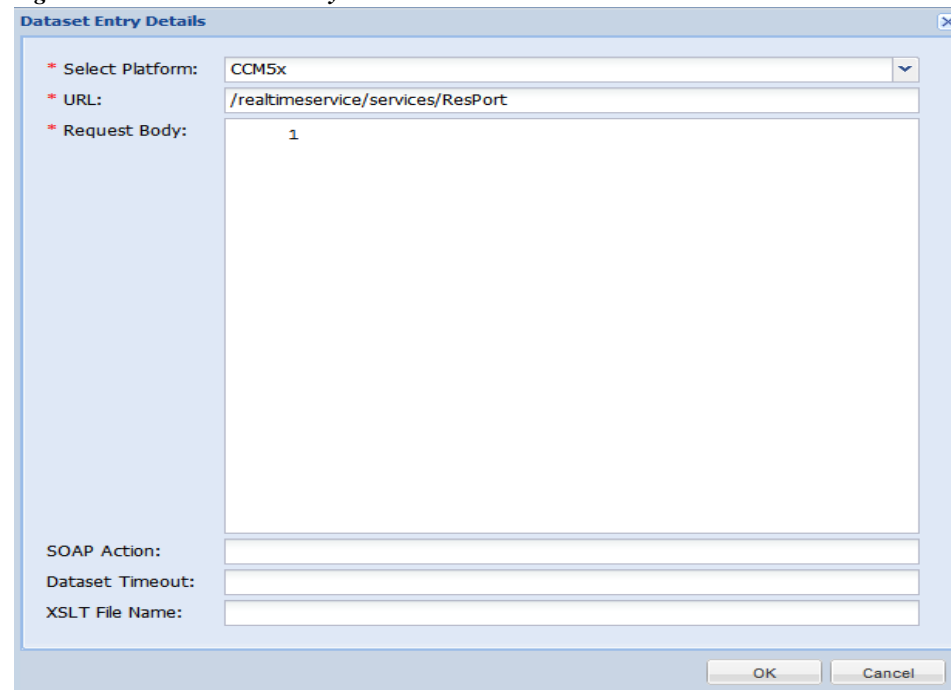 Dataset Entry Details
* Select Platform: CCM5x
* URL: /realtimeservice/services/ResPort
* Request Body: 1
SOAP Action:
Dataset Timeout:
XSLT File Name:
OK Cancel